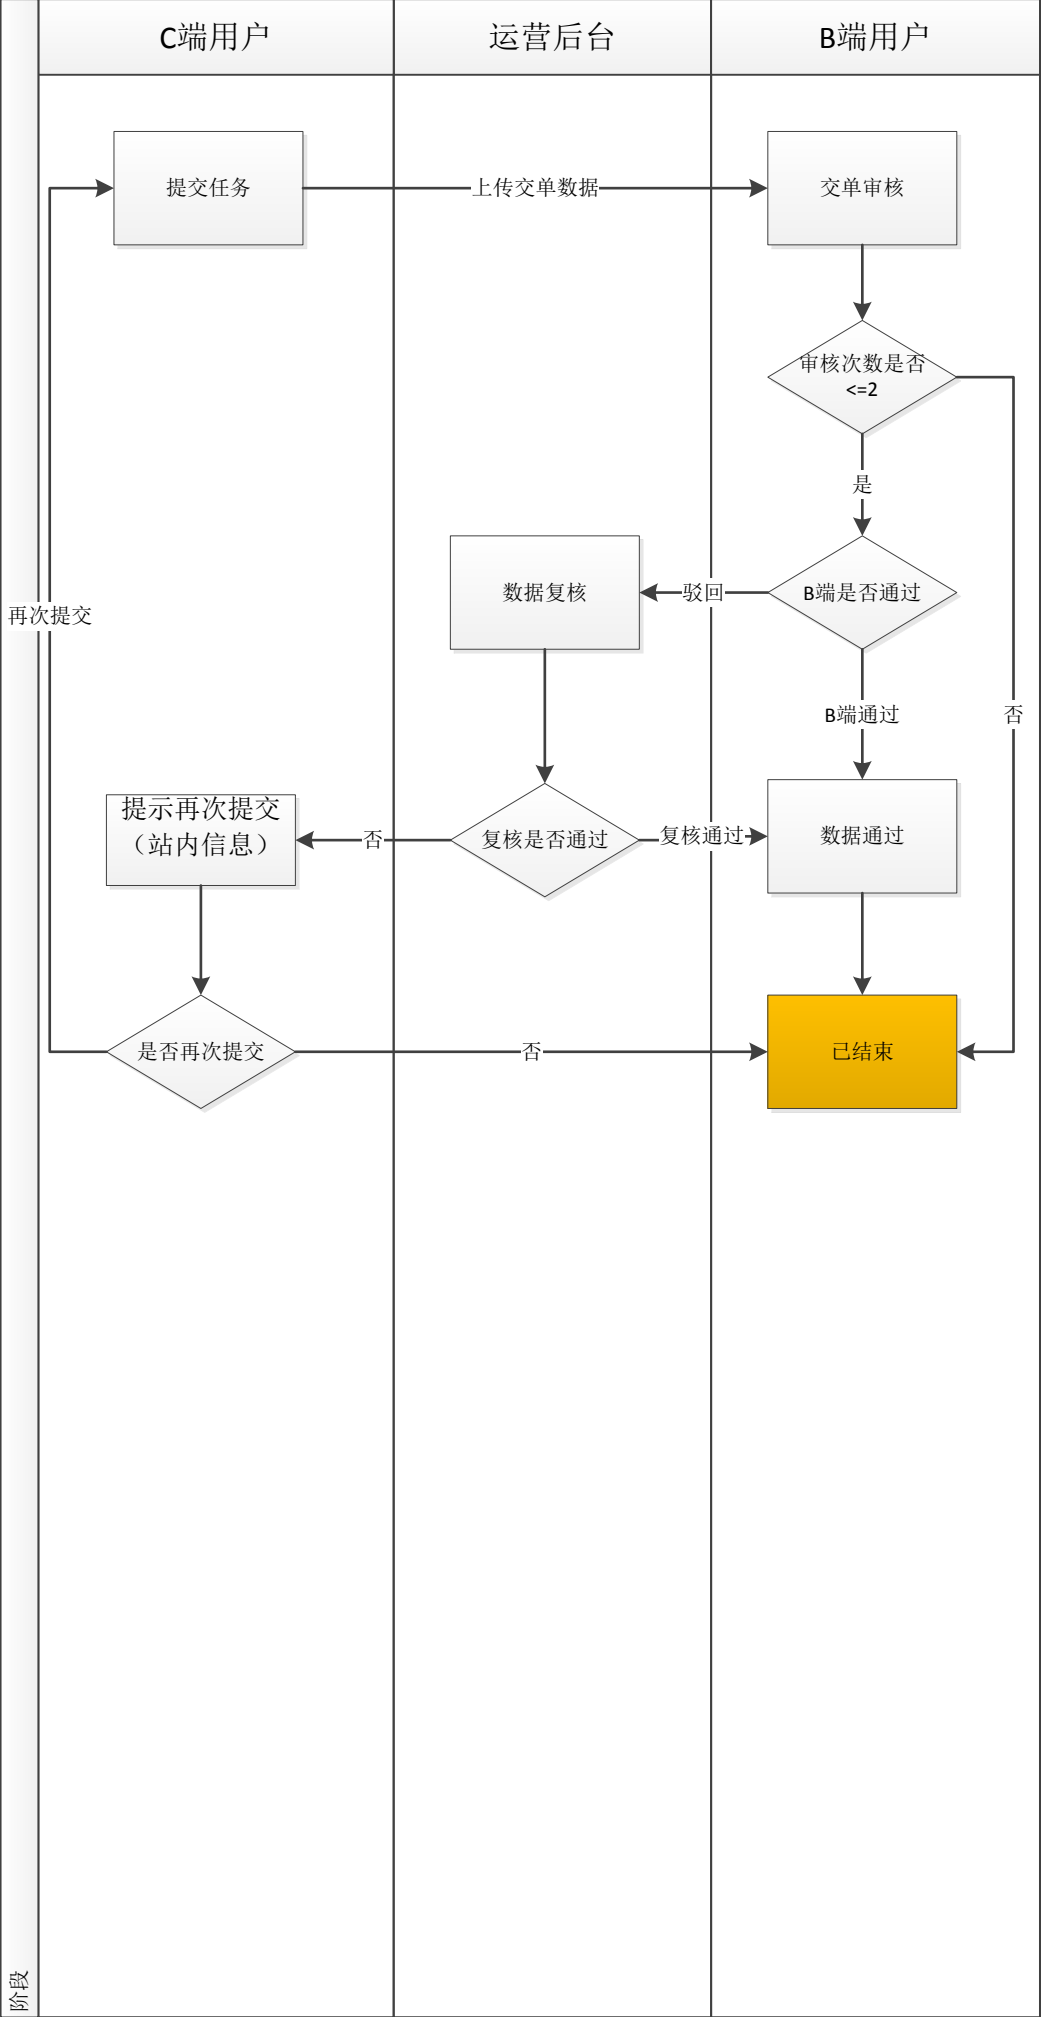 C端用户
运营后台
B端用户
提交任务
上传交单数据
交单审核
审核次数是否
<=2
是
数据复核
驳回
B端是否通过
再次提交
B端通过
否
提示再次提交
（站内信息）
否
复核是否通过
复核通过
数据通过
是否再次提交
否
已结束
阶段